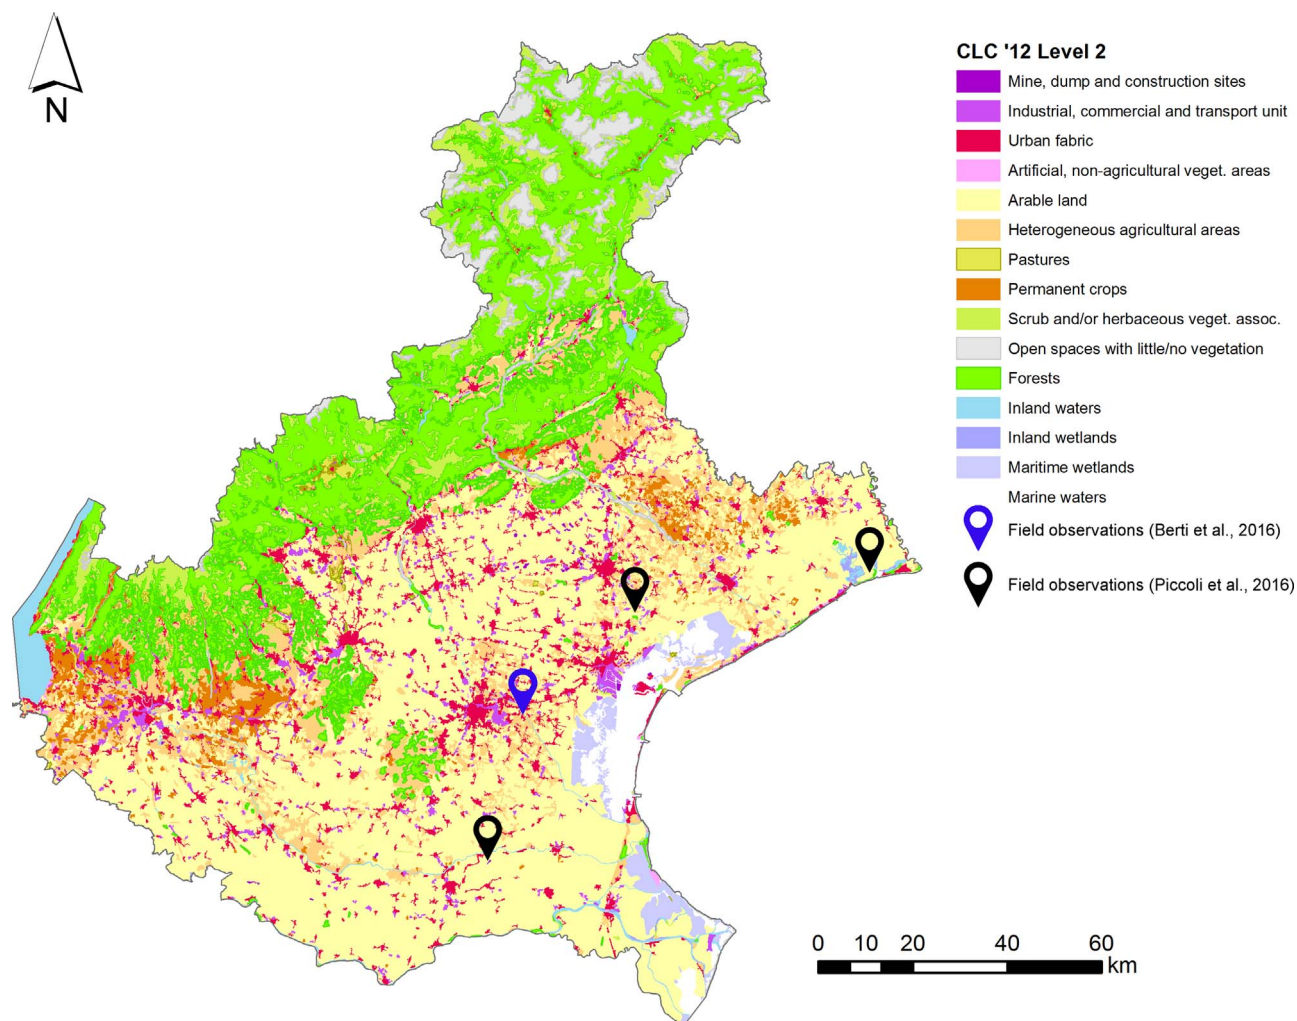 N
CLC '12 Level 2
Mine, dump and construction sites
Industrial, commercial and transport unit
Urban fabric
Artificial, non-agricultural veget. areas
Arable land
Heterogeneous agricultural areas
Pastures
Permanent crops
Scrub and/or herbaceous veget. assoc.
Open spaces with little/no vegetation
Forests
Inland waters
Inland wetlands
Maritime wetlands
Marine waters
Field observations (Berti et al., 2016)
Field observations (Piccoli et al., 2016)
0 10 20 40 60
km